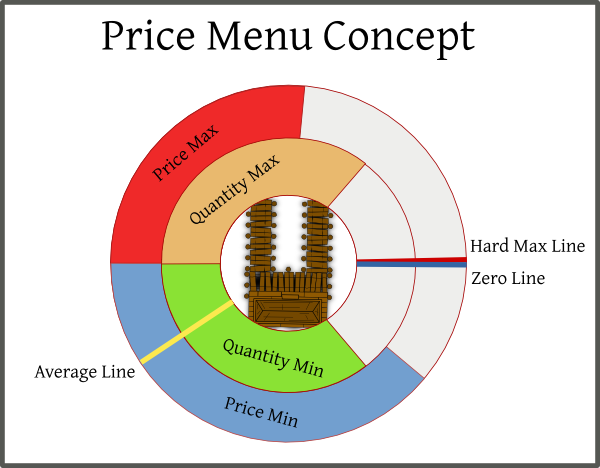 Price Menu Concept
Price Max
Quantity Max
Hard Max Line
Zero Line
Average Line
Quantity Min
Price Min